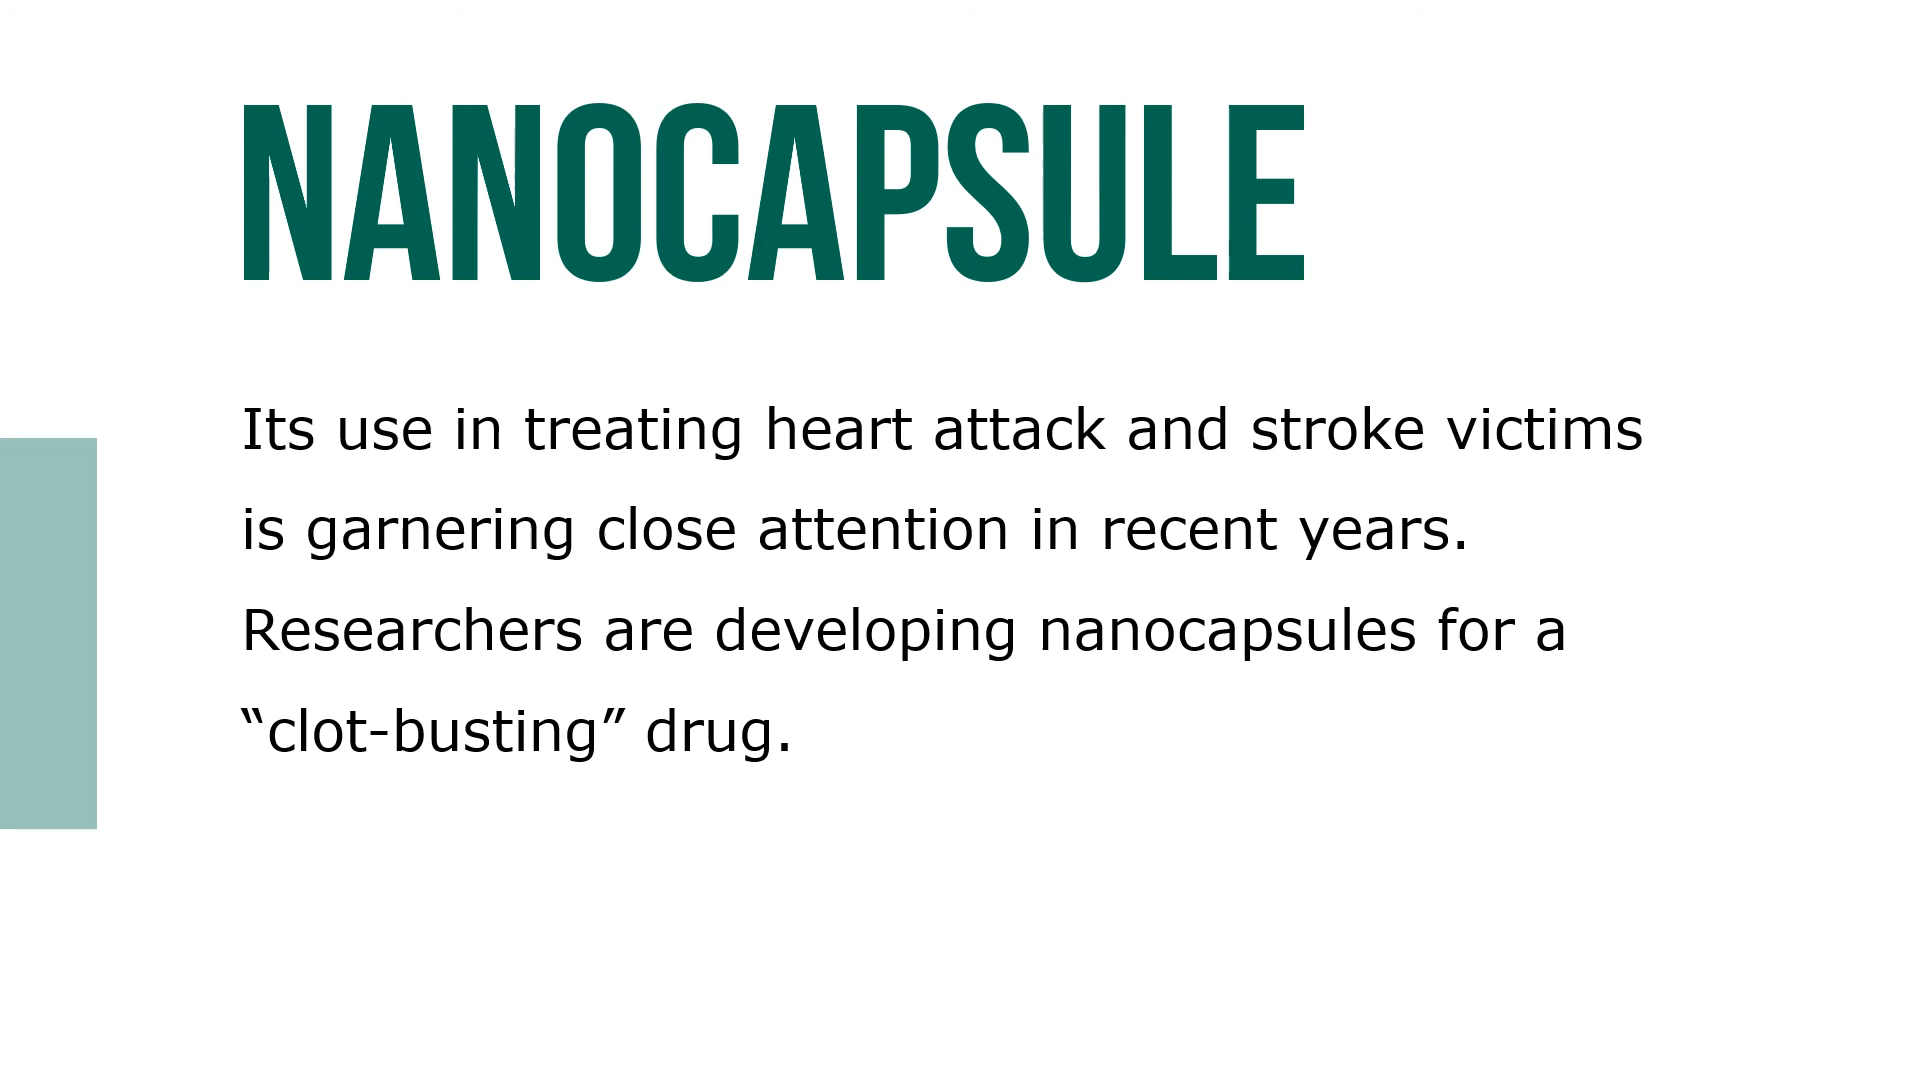 NANOCAPSULE
Its use in treating heart attack and stroke victims
is garnering close attention in recent years.
Researchers are developing nanocapsules for a
“clot-busting” drug.